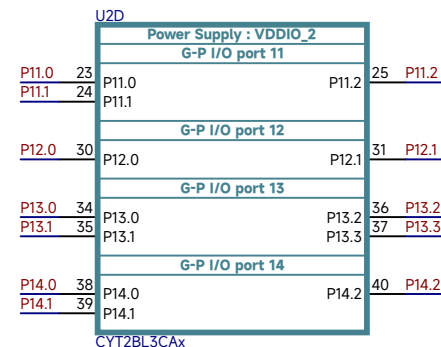 U2D
Power Supply : VDDIO_2
G-P I/O port 11
P11.0 23 P11.0 P11.2 25 P11.2
P11.1 24 P11.1
G-P I/O port 12
P12.0 30 P12.0 P12.1 31 P12.1
G-P I/O port 13
P13.0 34 P13.0 P13.2 36 P13.2
P13.1 35 P13.1 P13.3 37 P13.3
G-P I/O port 14
P14.0 38 P14.0 P14.2 40 P14.2
P14.1 39 P14.1
CYT2BL3CAx